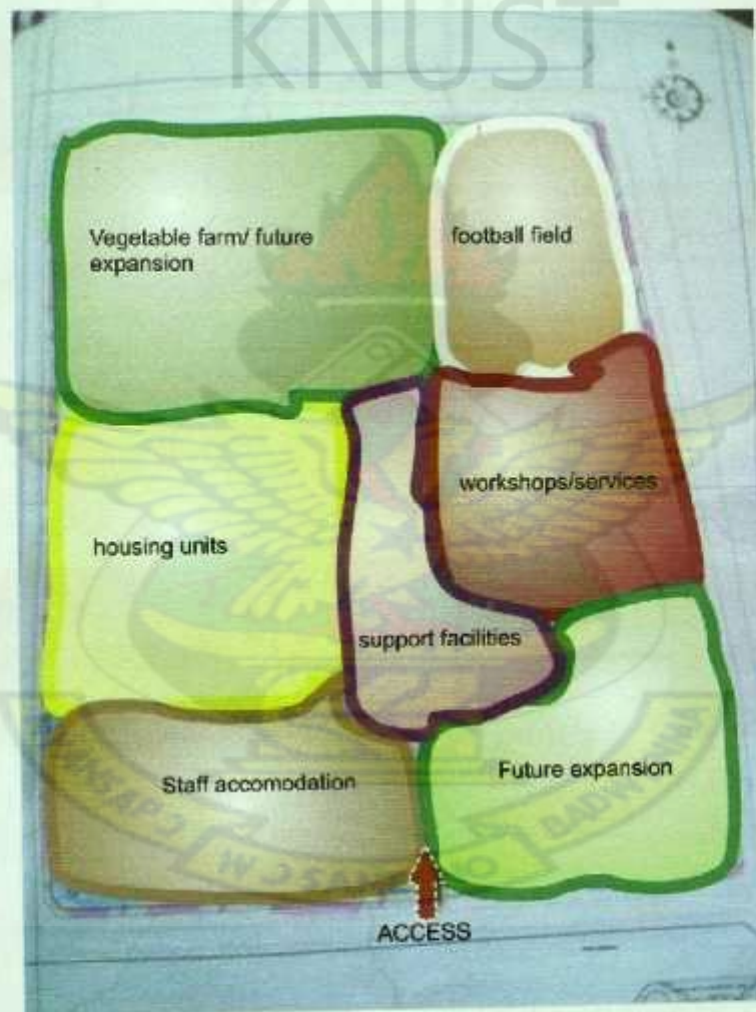 KNUST
Vegetable farm/ future
expansion
football field
workshops/services
housing units
support facilities
Staff accomodation
Future expansion
ACCESS